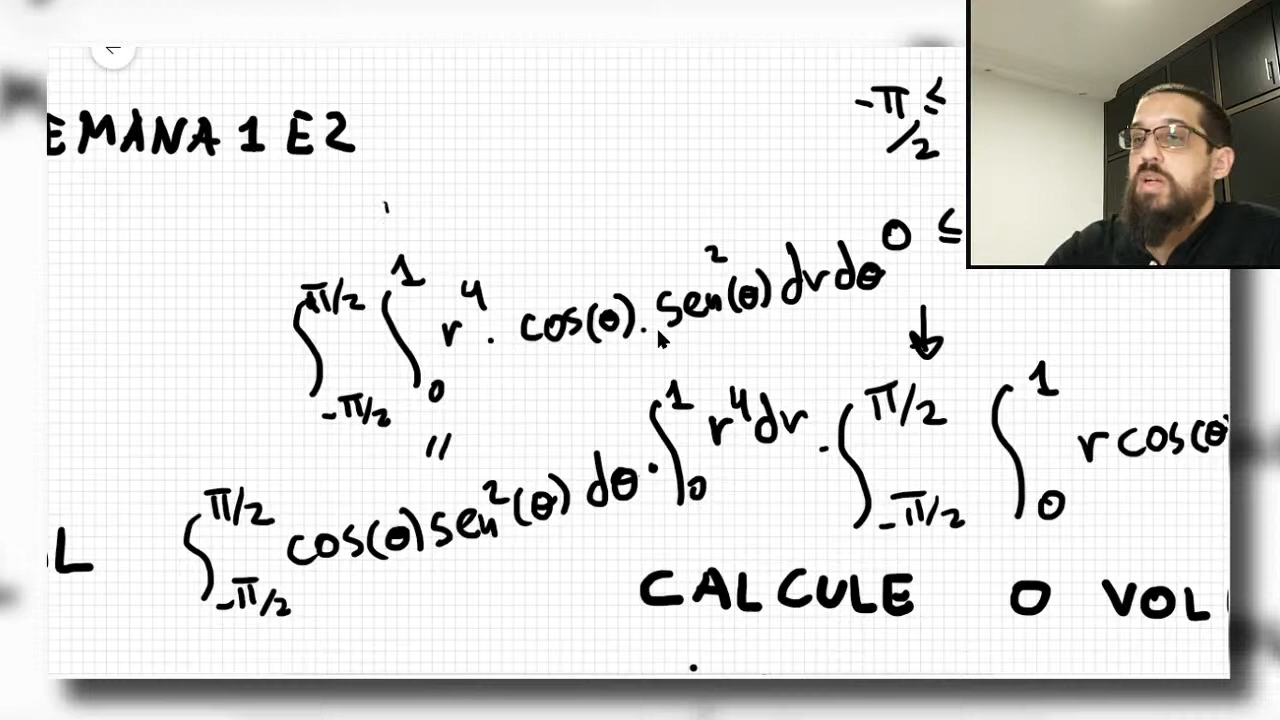 EMANA 1 E 2
-π/2 ≤
0 ≤
∫_{-π/2}^{π/2} ∫_0^1 r^4 . cos(θ) . sen^2(θ) dr dθ
↓
||
∫_{-π/2}^{π/2} cos(θ) sen^2(θ) dθ · ∫_0^1 r^4 dr ·
∫_{-π/2}^{π/2} ∫_0^1 r cos(θ)
L
CALCULE O VOL